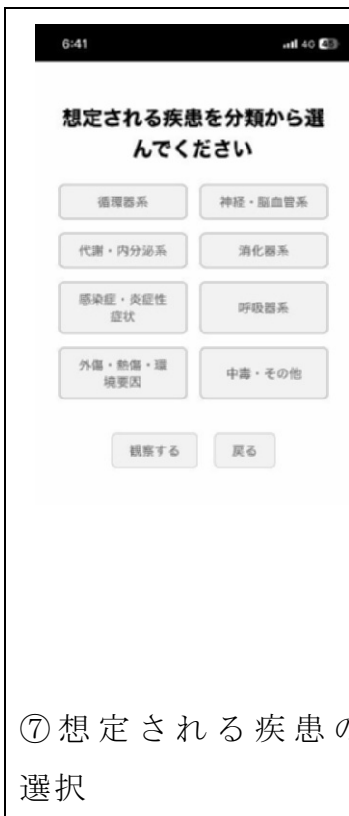 6:41
40 43
想定される疾患を分類から選
んでください
循環器系
神経・脳血管系
代謝・内分泌系
消化器系
感染症・炎症性
症状
呼吸器系
外傷・熱傷・環
境要因
中毒・その他
観察する
戻る
⑦想定される疾患の
選択